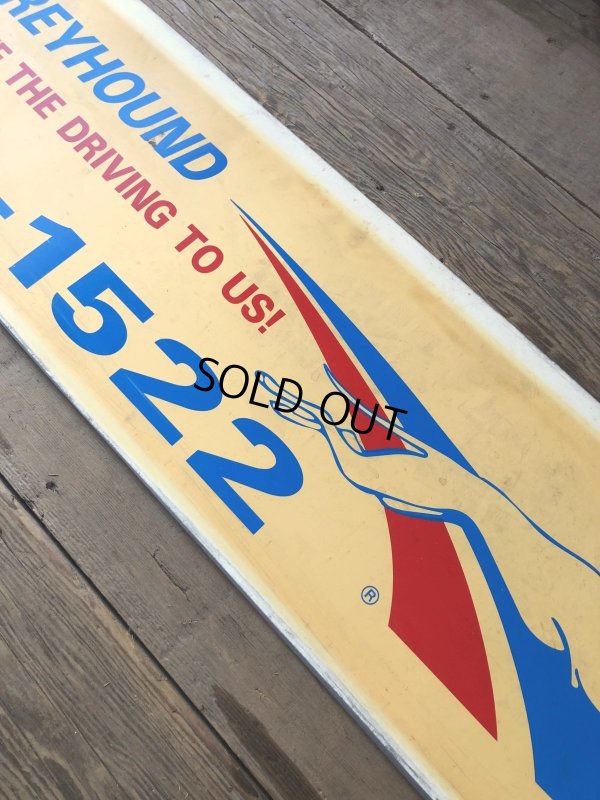 REYHOUND
E THE DRIVING TO US!
-1522
SOLD OUT
®